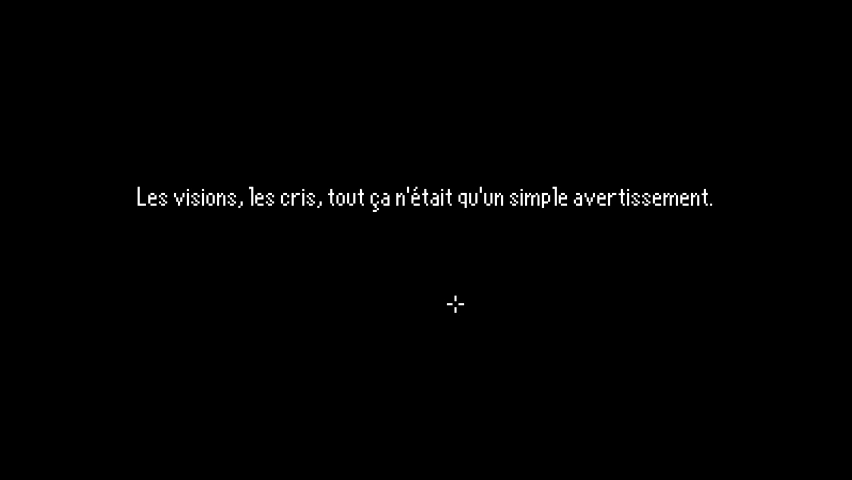 Les visions, les cris, tout ça n'était qu'un simple avertissement.